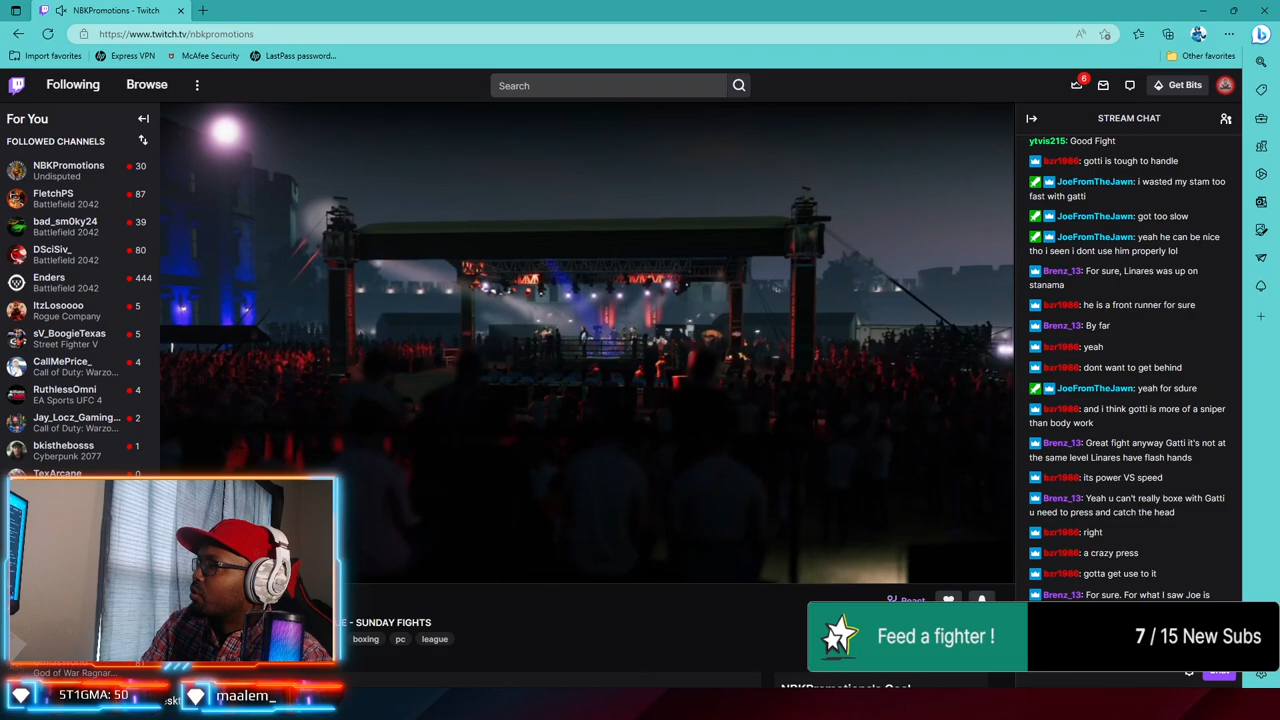 NBKPromotions - Twitch
https://www.twitch.tv/nbkpromotions
Import favorites
Express VPN
McAfee Security
LastPass password...
Other favorites
Following
Browse
Search
6
Get Bits
For You
FOLLOWED CHANNELS
NBKPromotions
30
Undisputed
FletchPS
87
Battlefield 2042
bad_sm0ky24
39
Battlefield 2042
DSciSiv_
80
Battlefield 2042
Enders
444
Battlefield 2042
ItzLosoooo
5
Rogue Company
sV_BoogieTexas
5
Street Fighter V
CallMePrice_
4
Call of Duty: Warzo...
RuthlessOmni
4
EA Sports UFC 4
Jay_Locz_Gaming...
2
Call of Duty: Warzo...
bkisthebosss
1
Cyberpunk 2077
TexArcane
0
God of War Ragnar...
5T1GMA: 50
maalem_
STREAM CHAT
ytvis215: Good Fight
bzr1986: gotti is tough to handle
JoeFromTheJawn: i wasted my stam too
fast with gatti
JoeFromTheJawn: got too slow
JoeFromTheJawn: yeah he can be nice
tho i seen i dont use him properly lol
Brenz_13: For sure, Linares was up on
stanama
bzr1986: he is a front runner for sure
Brenz_13: By far
bzr1986: yeah
bzr1986: dont want to get behind
JoeFromTheJawn: yeah for sdure
bzr1986: and i think gotti is more of a sniper
than body work
Brenz_13: Great fight anyway Gatti it's not at
the same level Linares have flash hands
bzr1986: its power VS speed
Brenz_13: Yeah u can't really boxe with Gatti
u need to press and catch the head
bzr1986: right
bzr1986: a crazy press
bzr1986: gotta get use to it
Brenz_13: For sure. For what I saw Joe is
React
UE - SUNDAY FIGHTS
boxing
pc
league
Feed a fighter !
7 / 15 New Subs
NBKPromotions's Goal
Chat